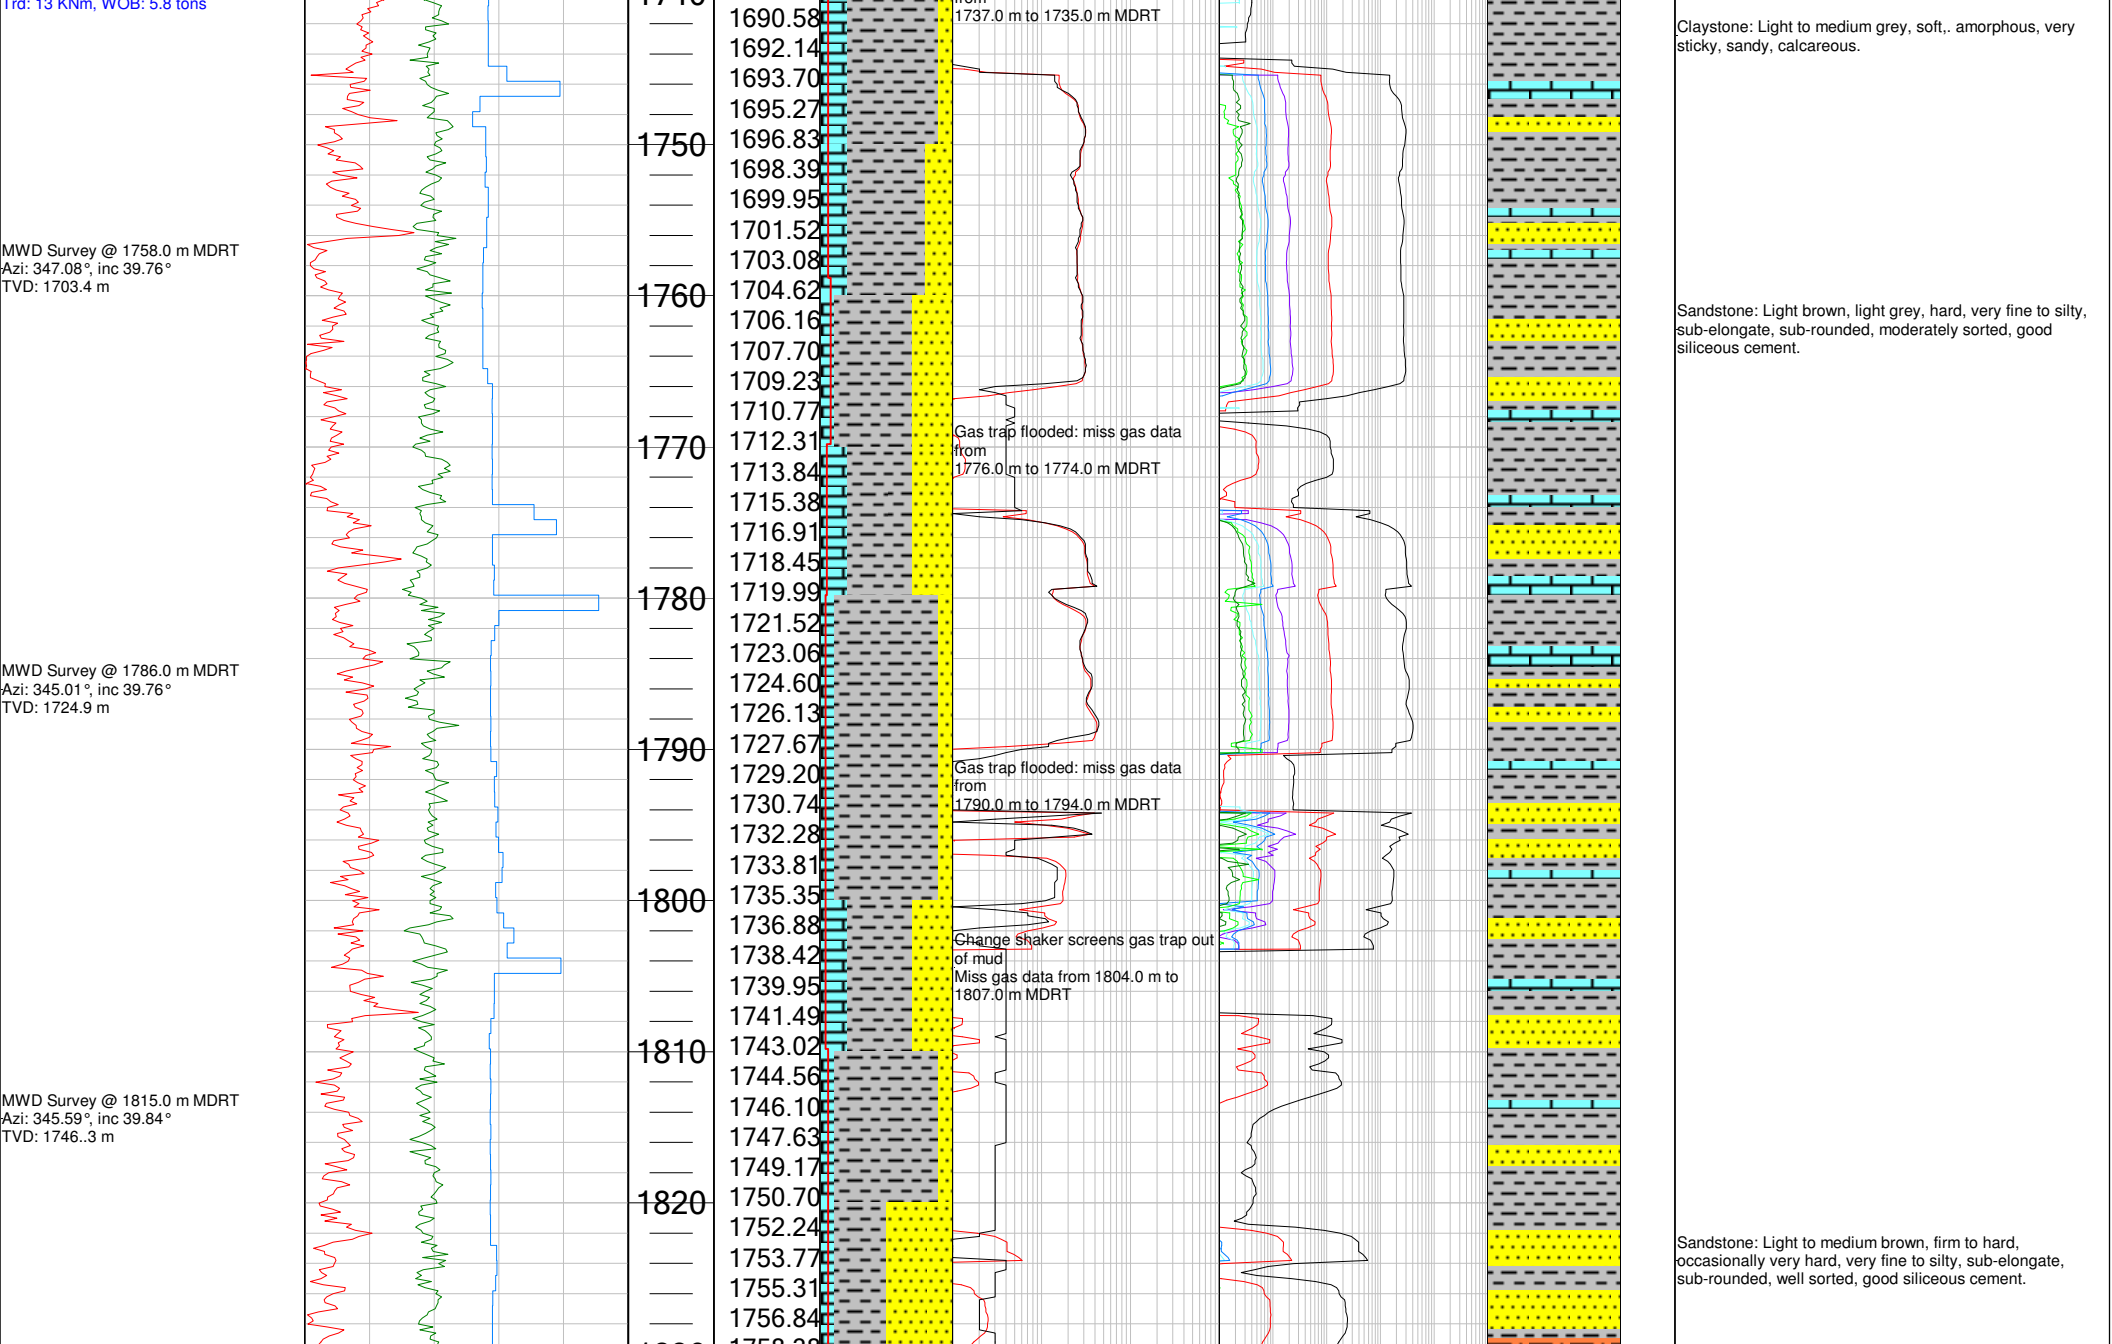 Trd: 13 KNm, WOB: 5.8 tons
MWD Survey @ 1758.0 m MDRT
Azi: 347.08°, inc 39.76°
TVD: 1703.4 m
MWD Survey @ 1786.0 m MDRT
Azi: 345.01°, inc 39.76°
TVD: 1724.9 m
MWD Survey @ 1815.0 m MDRT
Azi: 345.59°, inc 39.84°
TVD: 1746..3 m
1740
1750
1760
1770
1780
1790
1800
1810
1820
1690.58
1692.14
1693.70
1695.27
1696.83
1698.39
1699.95
1701.52
1703.08
1704.62
1706.16
1707.70
1709.23
1710.77
1712.31
1713.84
1715.38
1716.91
1718.45
1719.99
1721.52
1723.06
1724.60
1726.13
1727.67
1729.20
1730.74
1732.28
1733.81
1735.35
1736.88
1738.42
1739.95
1741.49
1743.02
1744.56
1746.10
1747.63
1749.17
1750.70
1752.24
1753.77
1755.31
1756.84
1758.38
from
1737.0 m to 1735.0 m MDRT
Gas trap flooded: miss gas data
from
1776.0 m to 1774.0 m MDRT
Gas trap flooded: miss gas data
from
1790.0 m to 1794.0 m MDRT
Change shaker screens gas trap out
of mud
Miss gas data from 1804.0 m to
1807.0 m MDRT
Claystone: Light to medium grey, soft,. amorphous, very
sticky, sandy, calcareous.
Sandstone: Light brown, light grey, hard, very fine to silty,
sub-elongate, sub-rounded, moderately sorted, good
siliceous cement.
Sandstone: Light to medium brown, firm to hard,
occasionally very hard, very fine to silty, sub-elongate,
sub-rounded, well sorted, good siliceous cement.